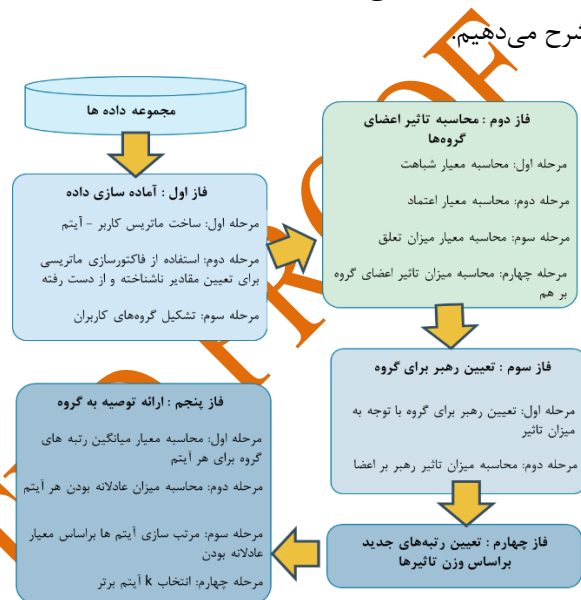 شرح می‌دهیم.
مجموعه داده ها
فاز اول : آماده سازی داده
مرحله اول: ساخت ماتریس کاربر – آیتم
مرحله دوم: استفاده از فاکتورسازی ماتریسی
برای تعیین مقادیر ناشناخته و از دست رفته
مرحله سوم: تشکیل گروه‌های کاربران
فاز دوم : محاسبه تاثیر اعضای
گروه‌ها
مرحله اول: محاسبه معیار شباهت
مرحله دوم: محاسبه معیار اعتماد
مرحله سوم: محاسبه معیار میزان تعلق
مرحله چهارم: محاسبه میزان تاثیر اعضای گروه
بر هم
فاز سوم : تعیین رهبر برای گروه
مرحله اول: تعیین رهبر برای گروه با توجه به
میزان تاثیر
مرحله دوم: محاسبه میزان تاثیر رهبر بر اعضا
فاز چهارم : تعیین رتبه‌های جدید
براساس وزن تاثیرها
فاز پنجم : ارائه توصیه به گروه
مرحله اول: محاسبه معیار میانگین رتبه های
گروه برای هر آیتم
مرحله دوم: محاسبه میزان عادلانه بودن هر آیتم
مرحله سوم: مرتب سازی آیتم ها براساس معیار
عادلانه بودن
مرحله چهارم: انتخاب k آیتم برتر